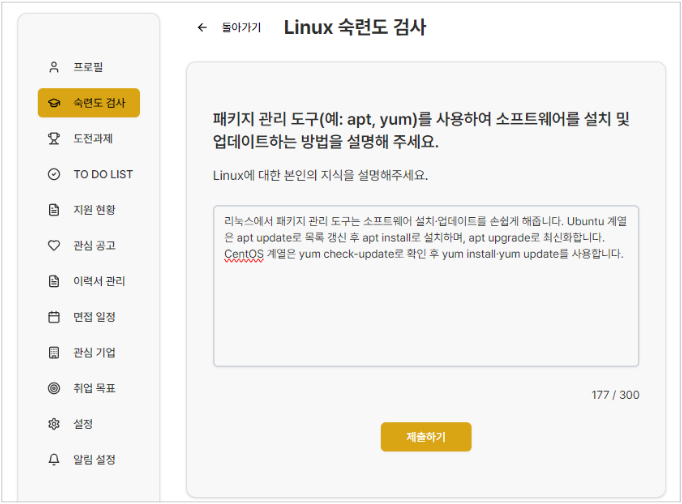 돌아가기
Linux 숙련도 검사
프로필
숙련도 검사
도전과제
TO DO LIST
지원 현황
관심 공고
이력서 관리
면접 일정
관심 기업
취업 목표
설정
알림 설정
패키지 관리 도구(예: apt, yum)를 사용하여 소프트웨어를 설치 및
업데이트하는 방법을 설명해 주세요.
Linux에 대한 본인의 지식을 설명해주세요.
리눅스에서 패키지 관리 도구는 소프트웨어 설치·업데이트를 손쉽게 해줍니다. Ubuntu 계열
은 apt update로 목록 갱신 후 apt install로 설치하며, apt upgrade로 최신화합니다.
CentOS 계열은 yum check-update로 확인 후 yum install·yum update를 사용합니다.
177 / 300
제출하기